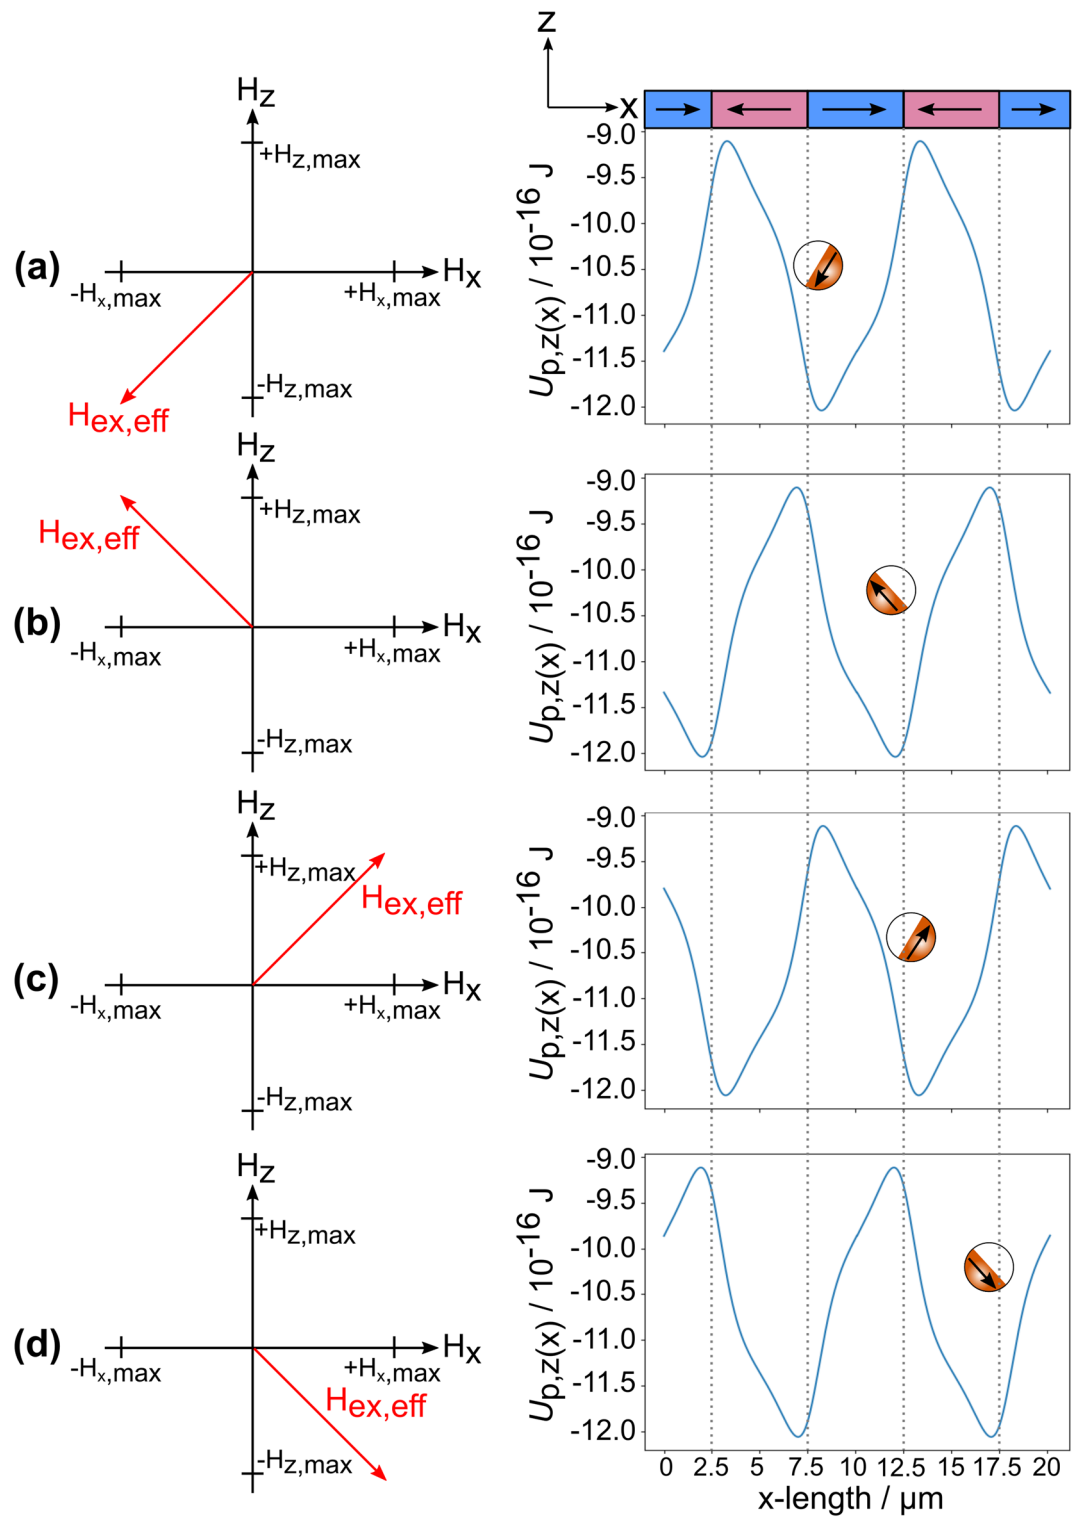 z
x
(a)
Hz
+Hz,max
Hx
-Hx,max
+Hx,max
-Hz,max
Hex,eff
Up,z(x) / 10-16 J
-9.0
-9.5
-10.0
-10.5
-11.0
-11.5
-12.0
(b)
Hz
+Hz,max
Hex,eff
Hx
-Hx,max
+Hx,max
-Hz,max
Up,z(x) / 10-16 J
-9.0
-9.5
-10.0
-10.5
-11.0
-11.5
-12.0
(c)
Hz
+Hz,max
Hex,eff
Hx
-Hx,max
+Hx,max
-Hz,max
Up,z(x) / 10-16 J
-9.0
-9.5
-10.0
-10.5
-11.0
-11.5
-12.0
(d)
Hz
+Hz,max
Hx
-Hx,max
+Hx,max
Hex,eff
-Hz,max
Up,z(x) / 10-16 J
-9.0
-9.5
-10.0
-10.5
-11.0
-11.5
-12.0
0 2.5 5 7.5 10 12.5 15 17.5 20
x-length / µm